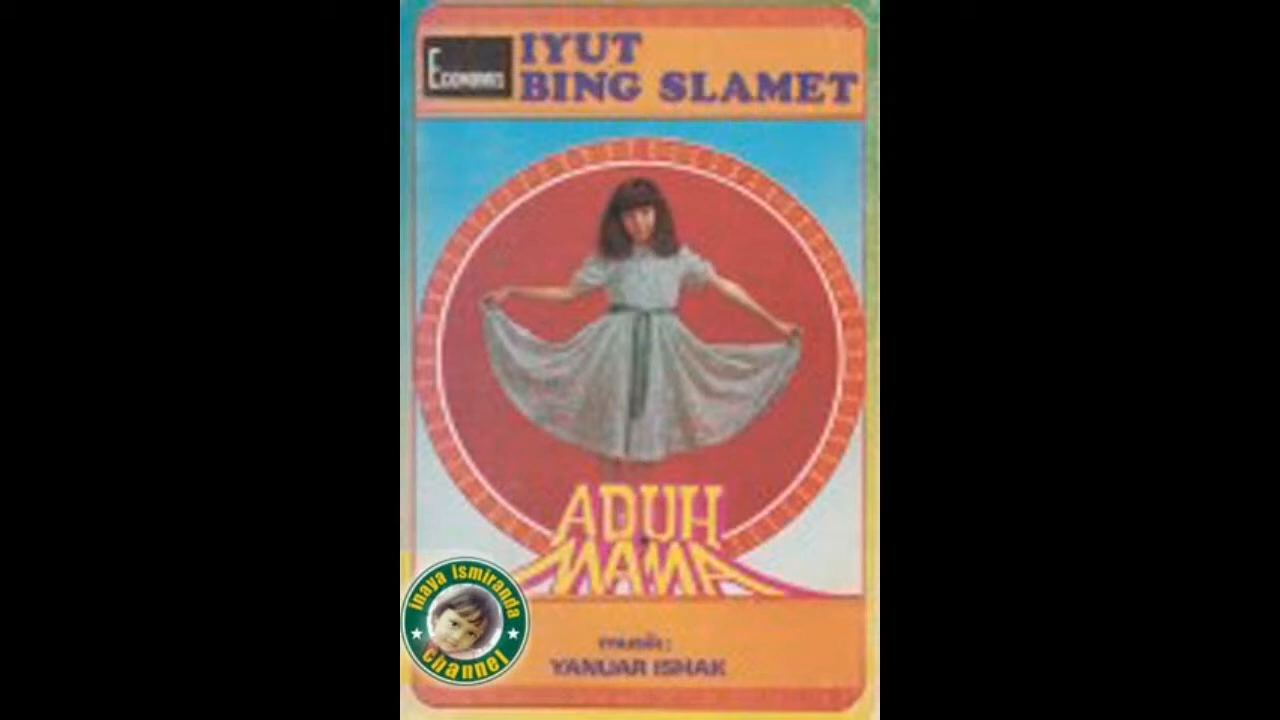 IYUT
BING SLAMET
ADUH
MAMA
musik:
YANUAR ISHAK
inaya ismiranda
channel